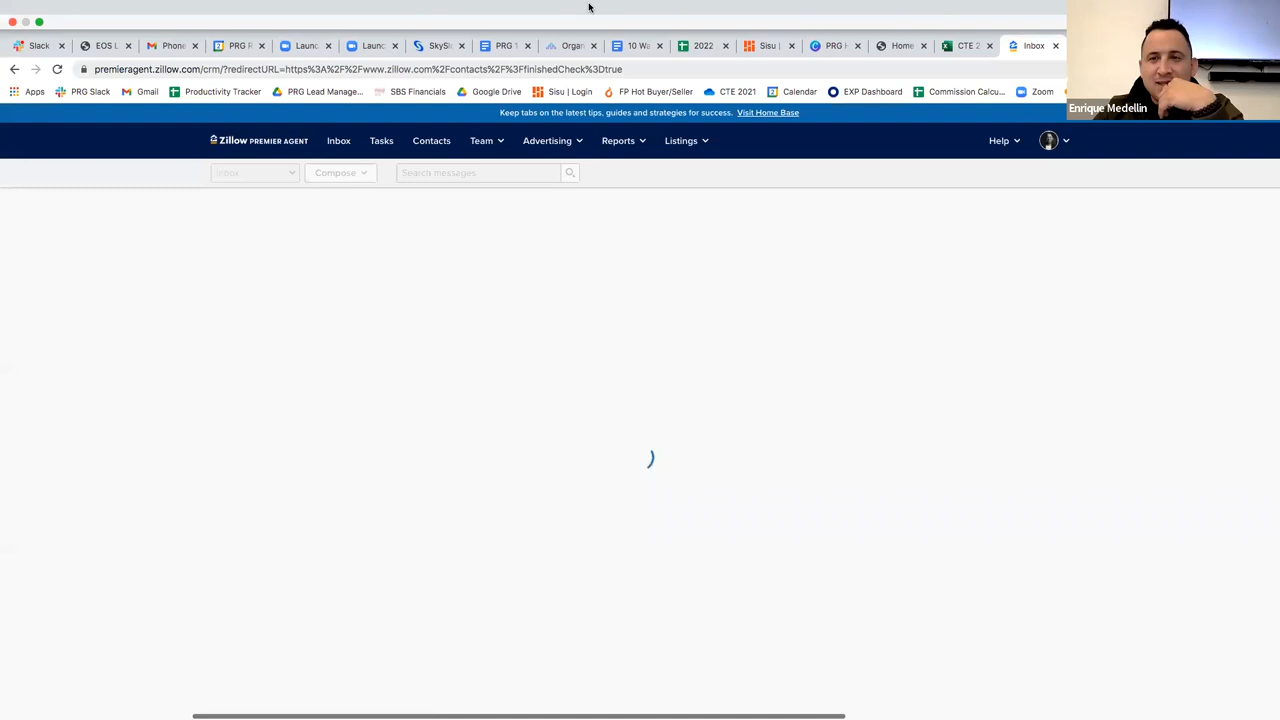 Slack EOS L Phone PRG R Launc Launc SkySl PRG 1 Organ 10 Wa 2022 Sisu | PRG H Home CTE 2 Inbox
premieragent.zillow.com/crm/?redirectURL=https%3A%2F%2Fwww.zillow.com%2Fcontacts%2F%3FfinishedCheck%3Dtrue
Apps PRG Slack Gmail Productivity Tracker PRG Lead Manage... SBS Financials Google Drive Sisu | Login FP Hot Buyer/Seller CTE 2021 Calendar EXP Dashboard Commission Calcu... Zoom
Enrique Medellin
Keep tabs on the latest tips, guides and strategies for success. Visit Home Base
Zillow PREMIER AGENT Inbox Tasks Contacts Team Advertising Reports Listings Help
Inbox Compose Search messages